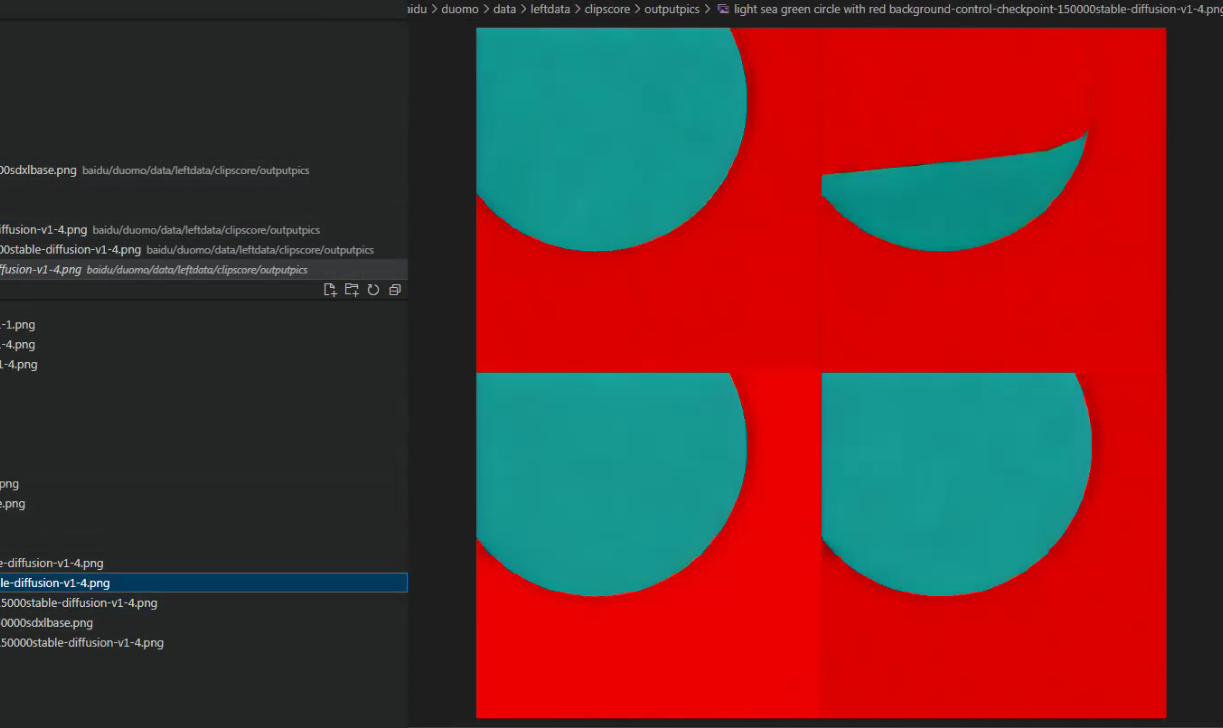 aidu > duomo > data > leftdata > clipscore > outputpics > light sea green circle with red background-control-checkpoint-150000stable-diffusion-v1-4.png
00sdxlbase.png baidu/duomo/data/leftdata/clipscore/outputpics
iffusion-v1-4.png baidu/duomo/data/leftdata/clipscore/outputpics
00stable-diffusion-v1-4.png baidu/duomo/data/leftdata/clipscore/outputpics
ffusion-v1-4.png baidu/duomo/data/leftdata/clipscore/outputpics
-1.png
-4.png
1-4.png
png
e.png
e-diffusion-v1-4.png
le-diffusion-v1-4.png
5000stable-diffusion-v1-4.png
0000sdxlbase.png
50000stable-diffusion-v1-4.png